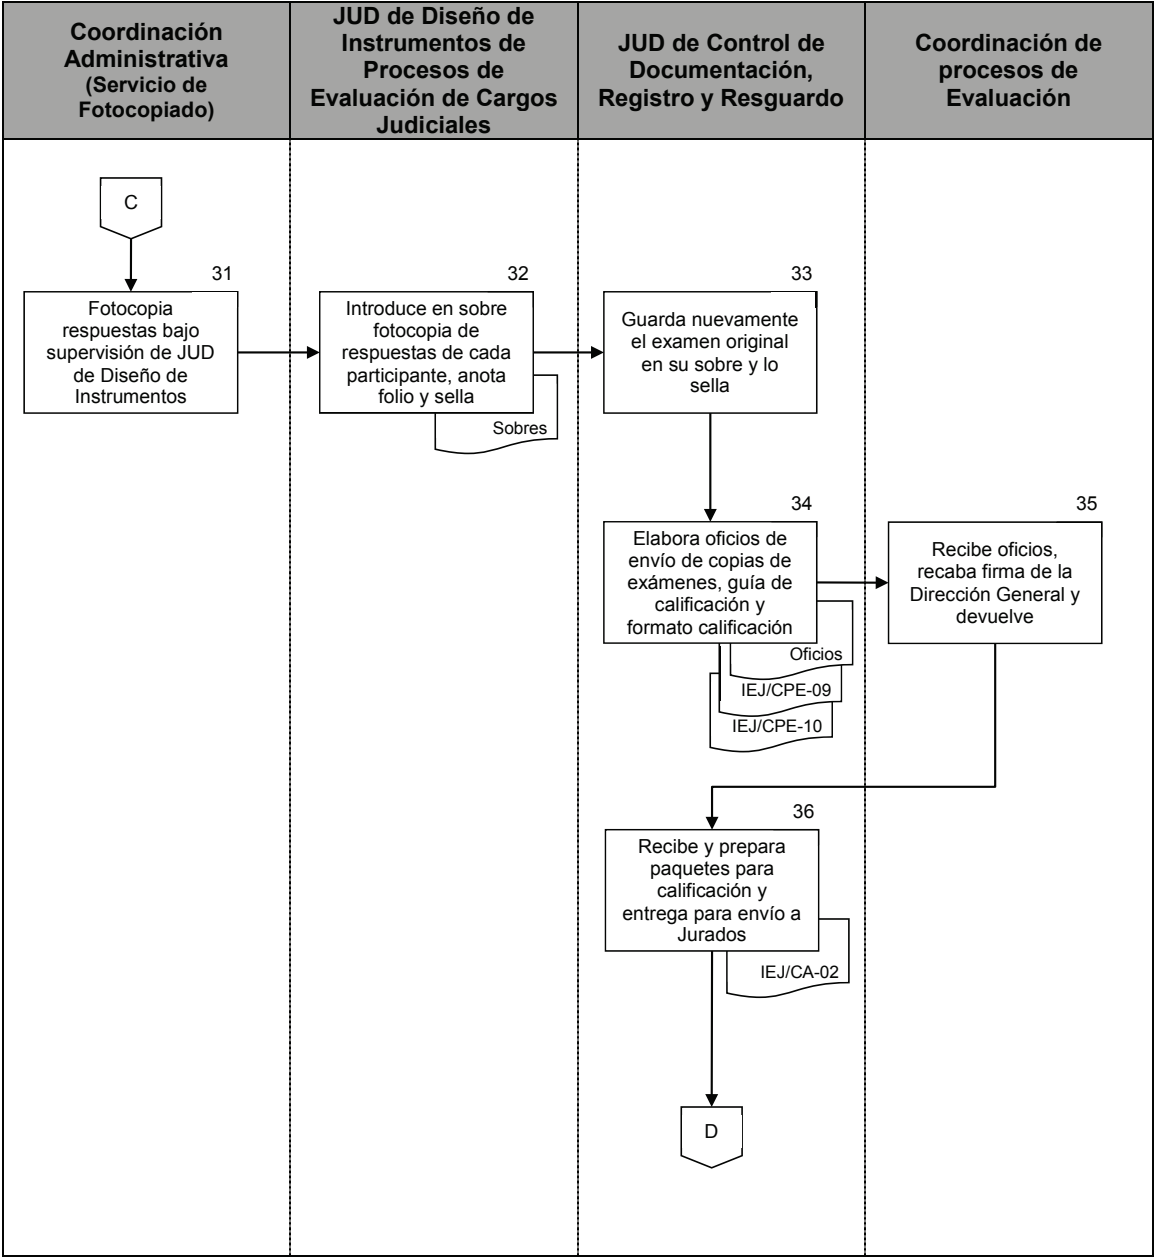 Coordinación
Administrativa
(Servicio de
Fotocopiado)
JUD de Diseño de
Instrumentos de
Procesos de
Evaluación de Cargos
Judiciales
JUD de Control de
Documentación,
Registro y Resguardo
Coordinación de
procesos de
Evaluación
C
31
Fotocopia
respuestas bajo
supervisión de JUD
de Diseño de
Instrumentos
32
Introduce en sobre
fotocopia de
respuestas de cada
participante, anota
folio y sella
Sobres
33
Guarda nuevamente
el examen original
en su sobre y lo
sella
34
Elabora oficios de
envío de copias de
exámenes, guía de
calificación y
formato calificación
Oficios
IEJ/CPE-09
IEJ/CPE-10
35
Recibe oficios,
recaba firma de la
Dirección General y
devuelve
36
Recibe y prepara
paquetes para
calificación y
entrega para envío a
Jurados
IEJ/CA-02
D